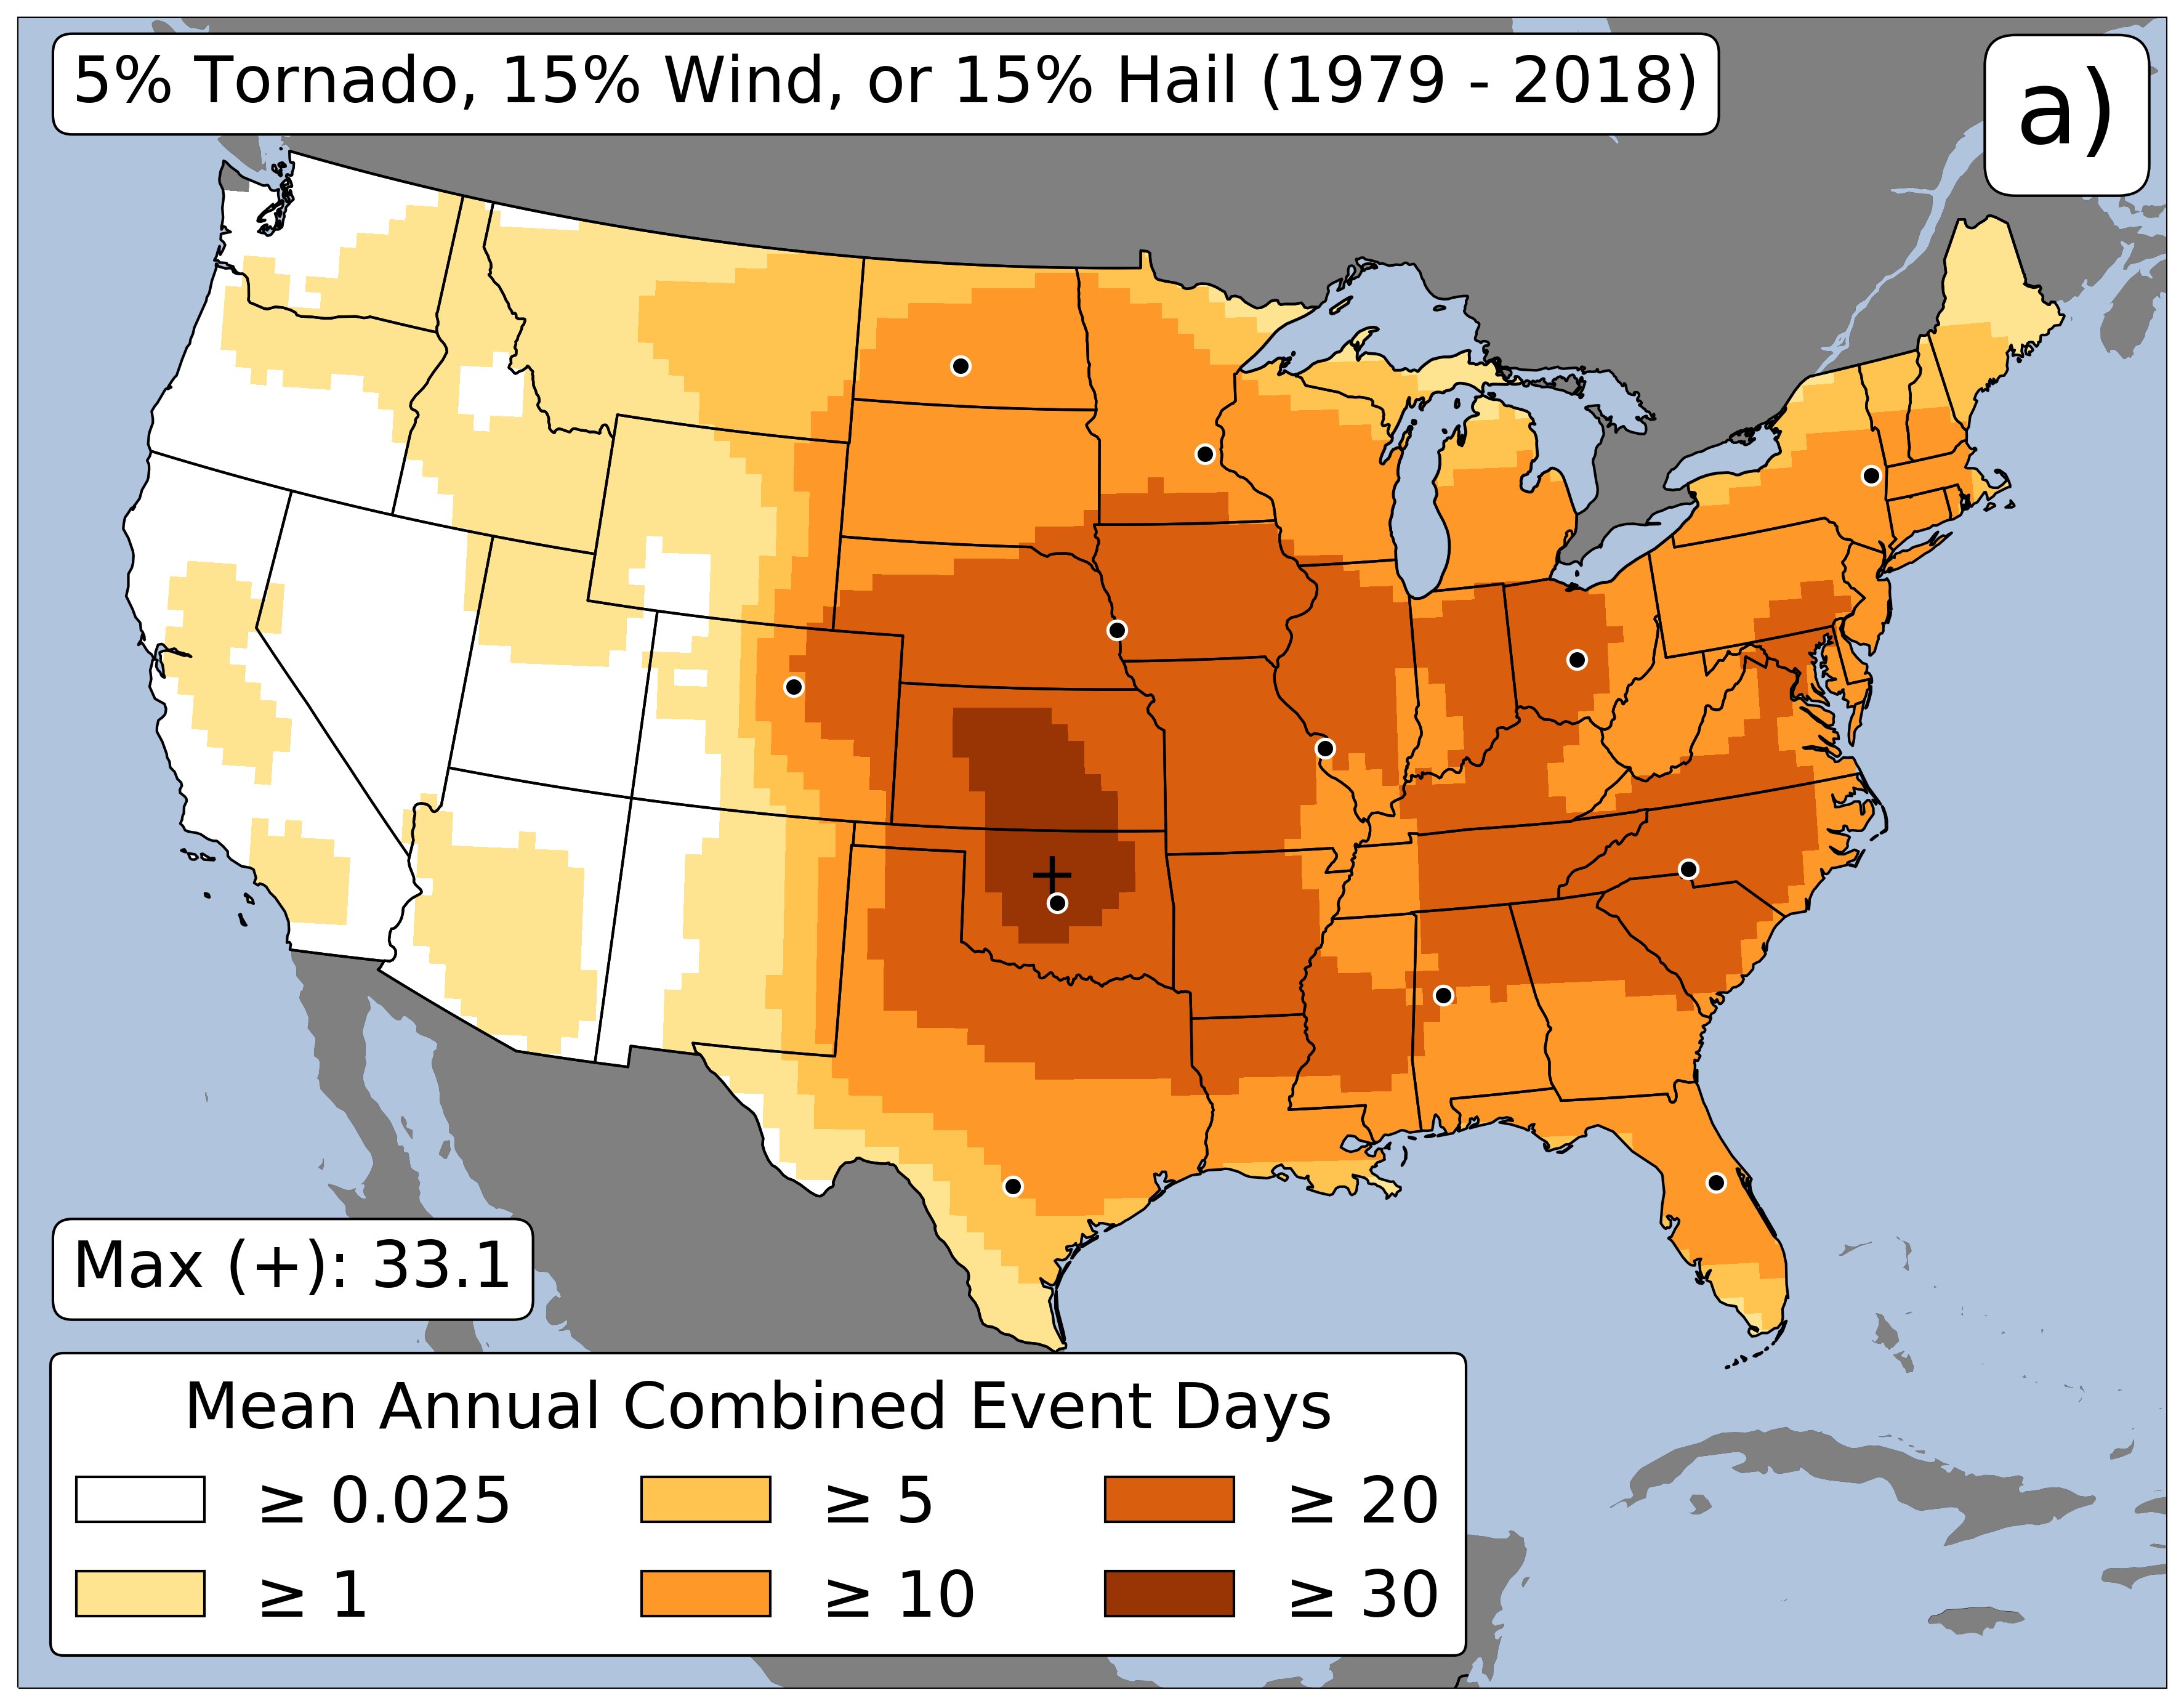 5% Tornado, 15% Wind, or 15% Hail (1979 - 2018)
a)
Max (+): 33.1
Mean Annual Combined Event Days
≥ 0.025
≥ 5
≥ 20
≥ 1
≥ 10
≥ 30